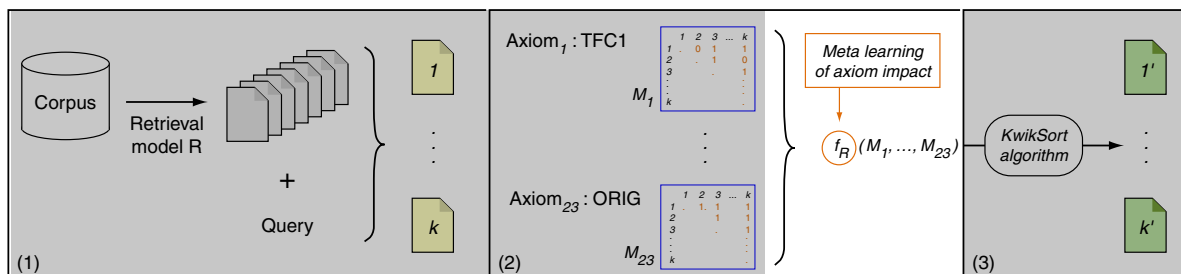 Corpus
Retrieval
model R
+
Query
1
k
(1)
Axiom1 : TFC1
1 2 3 ... k
1 . 0 1 1
2 . 1 0
3 . 1
. .
. .
. .
k .
M1
Axiom23 : ORIG
1 2 3 ... k
1 . 1. 1 1
2 1 1
3 . 1
. .
. .
. .
k .
M23
(2)
Meta learning
of axiom impact
fR (M1, ..., M23)
KwikSort
algorithm
1'
k'
(3)